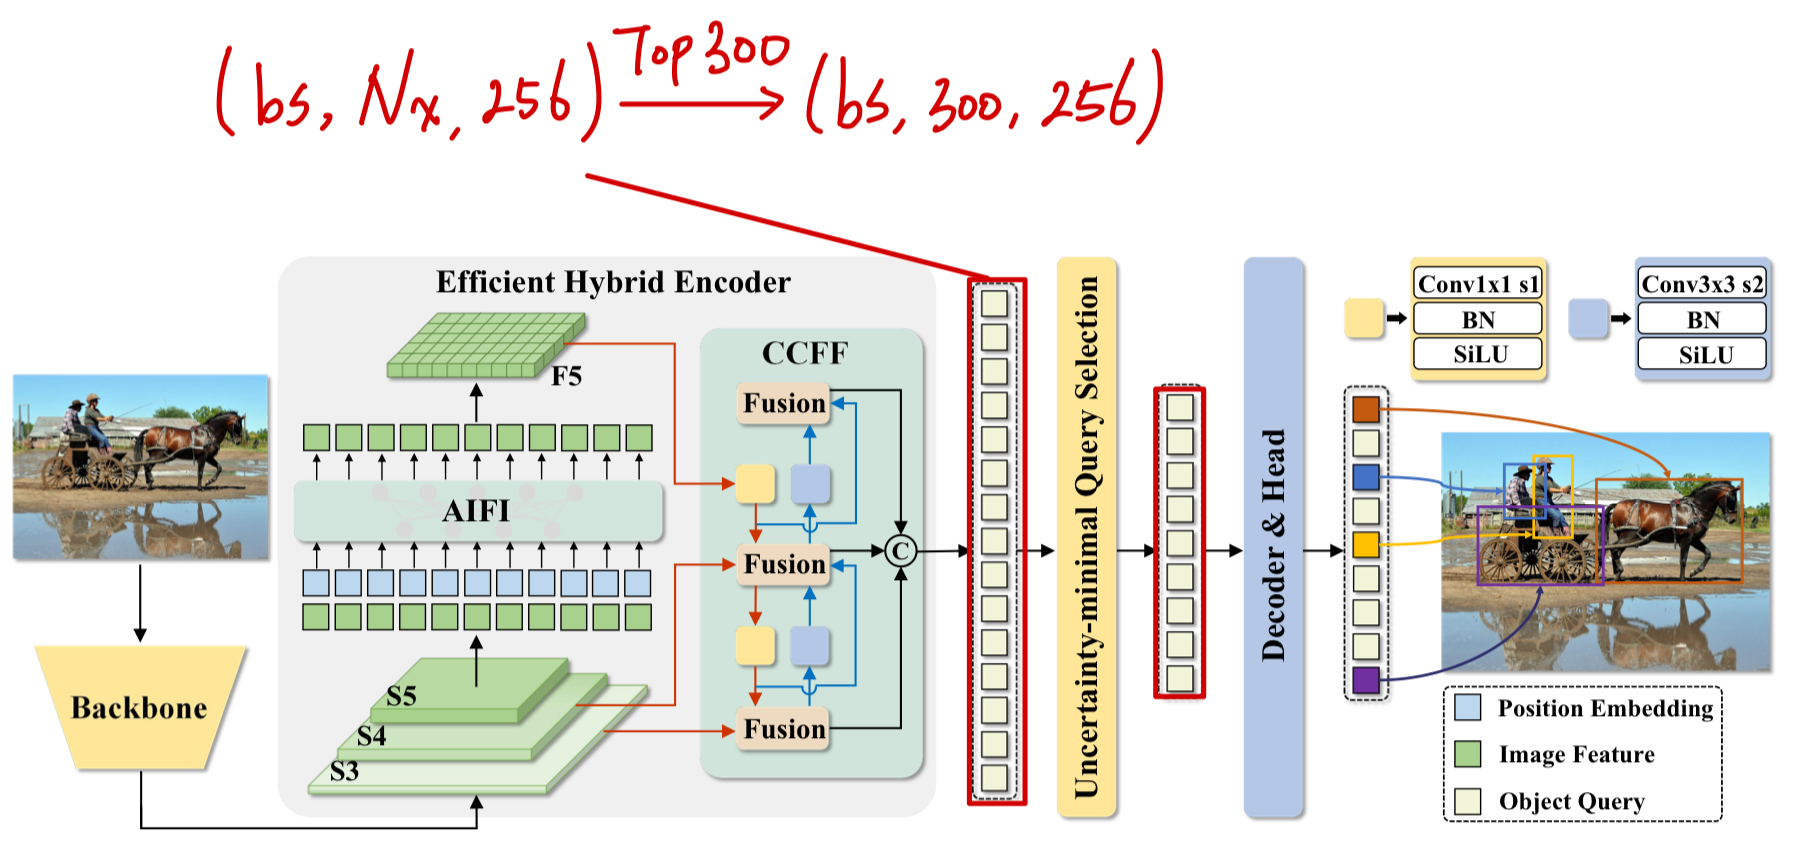 (bs, Nx, 256) Top 300 (bs, 300, 256)
Efficient Hybrid Encoder
F5
AIFI
S5
S4
S3
Backbone
CCFF
Fusion
Fusion
Fusion
C
Uncertainty-minimal Query Selection
Decoder & Head
Conv1x1 s1
BN
SiLU
Conv3x3 s2
BN
SiLU
Position Embedding
Image Feature
Object Query